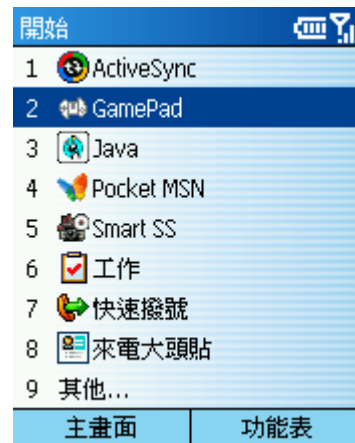 開始
1 ActiveSync
2 GamePad
3 Java
4 Pocket MSN
5 Smart SS
6 工作
7 快速撥號
8 來電大頭貼
9 其他...
主畫面 功能表